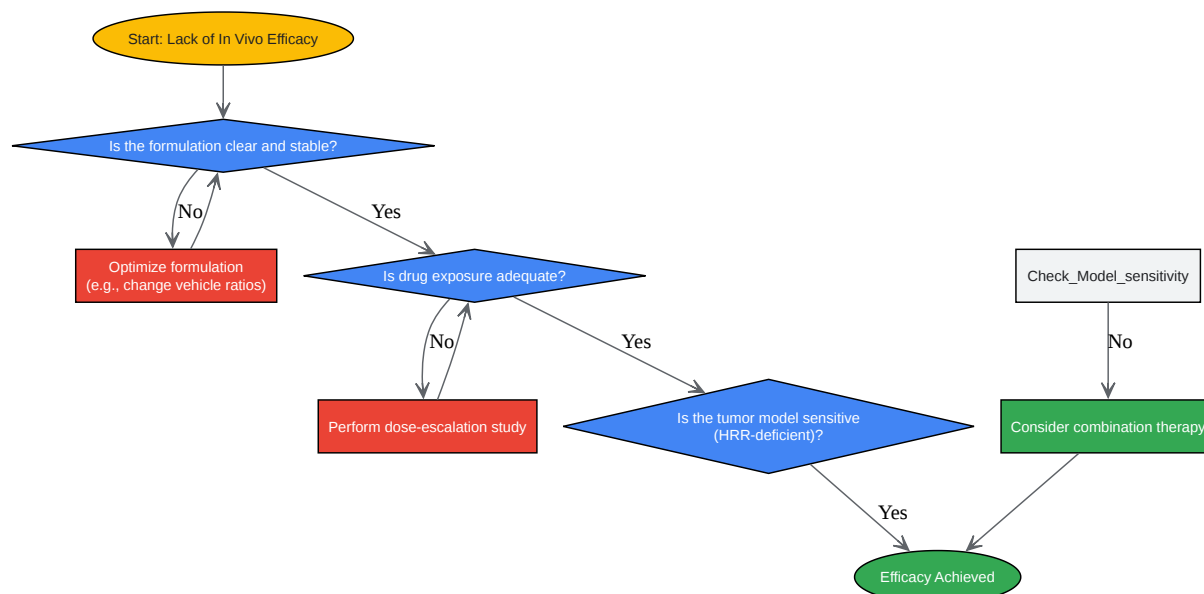 Start: Lack of In Vivo Efficacy
Is the formulation clear and stable?
No
Yes
Optimize formulation
(e.g., change vehicle ratios)
Is drug exposure adequate?
Check_Model_sensitivity
No
Yes
No
Perform dose-escalation study
Is the tumor model sensitive
(HRR-deficient)?
Consider combination therapy
Yes
Efficacy Achieved